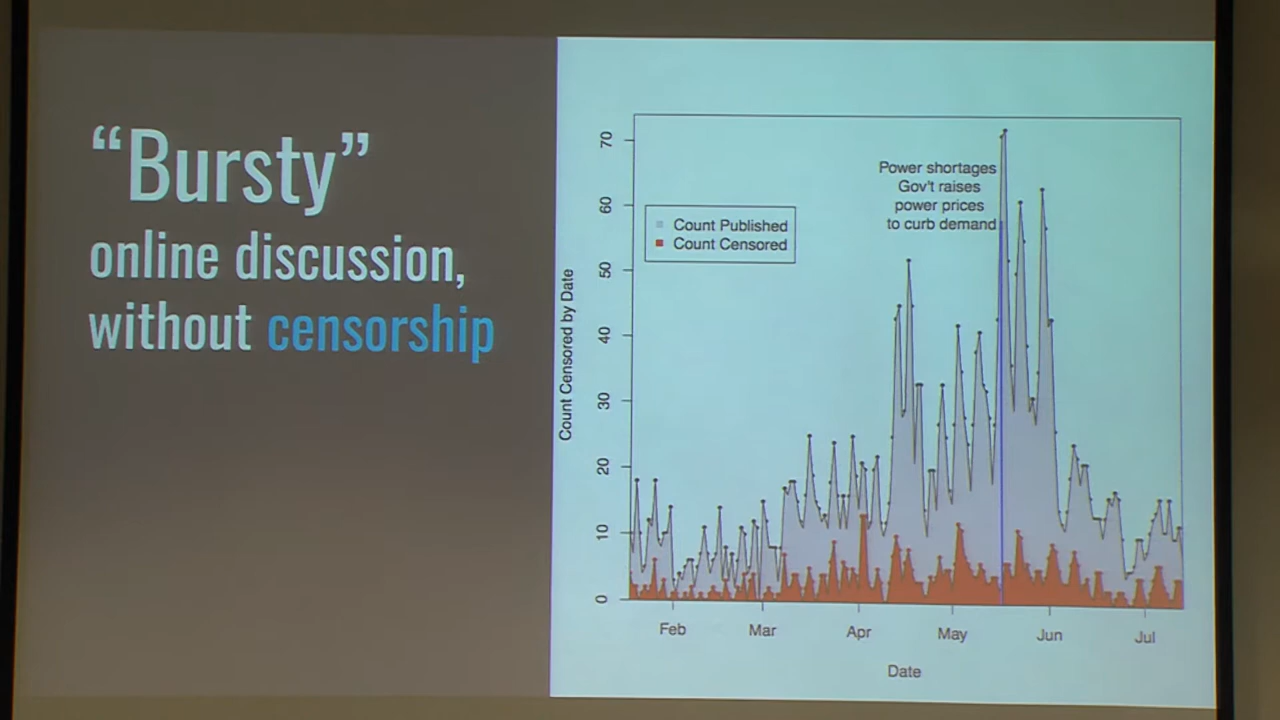 “Bursty”
online discussion,
without censorship
Power shortages
Gov't raises
power prices
to curb demand
Count Published
Count Censored
Count Censored by Date
70
60
50
40
30
20
10
0
Feb
Mar
Apr
May
Jun
Jul
Date